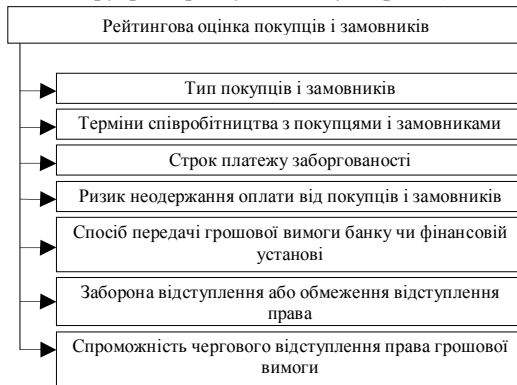 Рейтингова оцінка покупців і замовників
Тип покупців і замовників
Терміни співробітництва з покупцями і замовниками
Строк платежу заборгованості
Ризик неодержання оплати від покупців і замовників
Спосіб передачі грошової вимоги банку чи фінансовій
установі
Заборона відступлення або обмеження відступлення
права
Спроможність чергового відступлення права грошової
вимоги